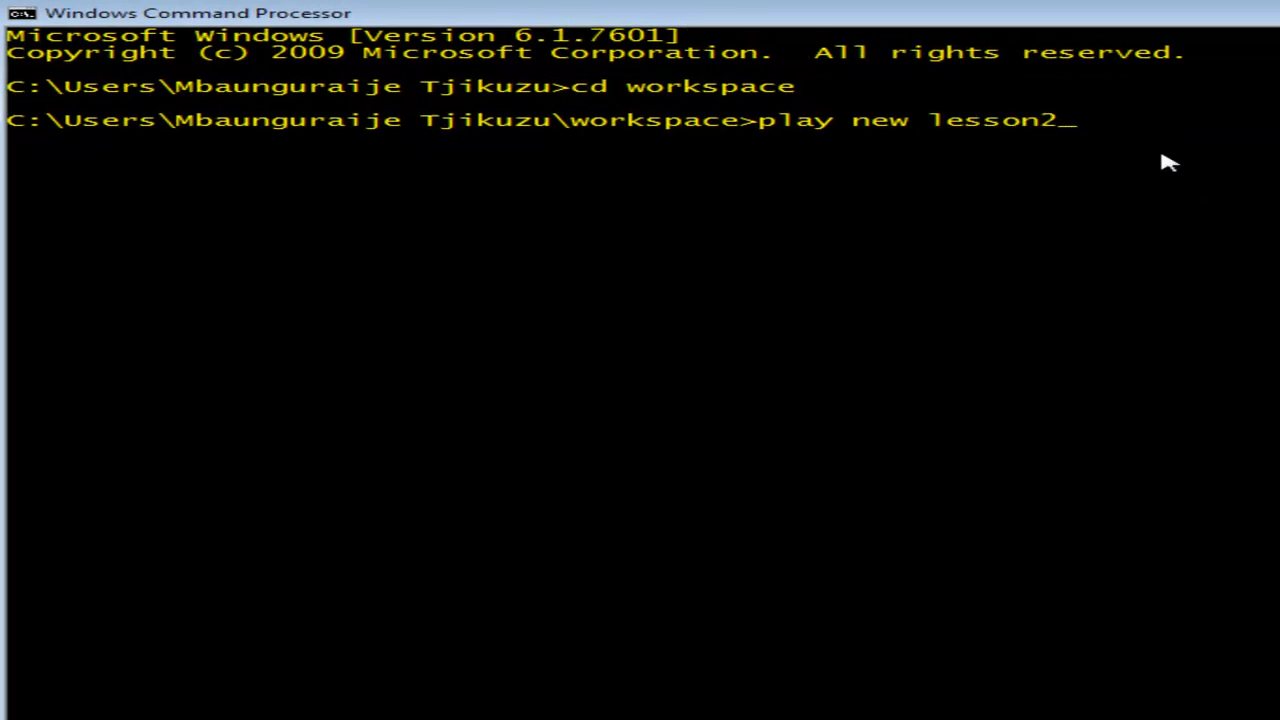 Windows Command Processor
Microsoft Windows [Version 6.1.7601]
Copyright (c) 2009 Microsoft Corporation.  All rights reserved.
C:\Users\Mbaunguraije Tjikuzu>cd workspace
C:\Users\Mbaunguraije Tjikuzu\workspace>play new lesson2_